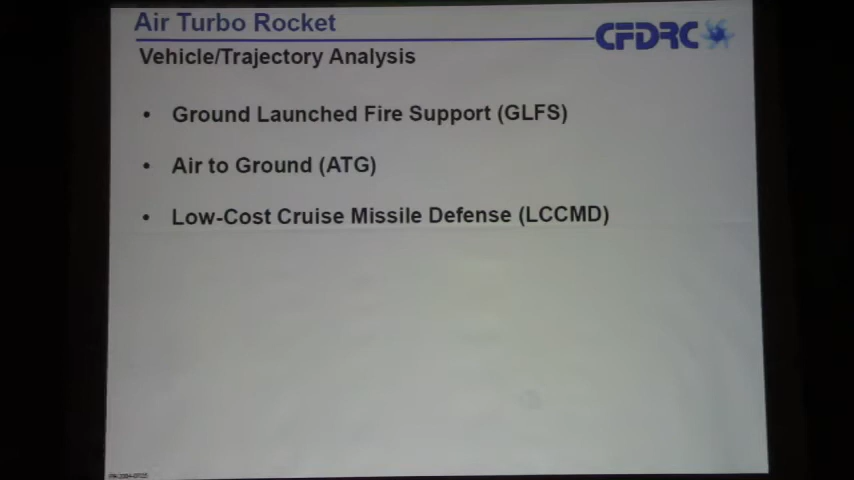 Air Turbo Rocket
CFDRC
Vehicle/Trajectory Analysis
• Ground Launched Fire Support (GLFS)
• Air to Ground (ATG)
• Low-Cost Cruise Missile Defense (LCCMD)